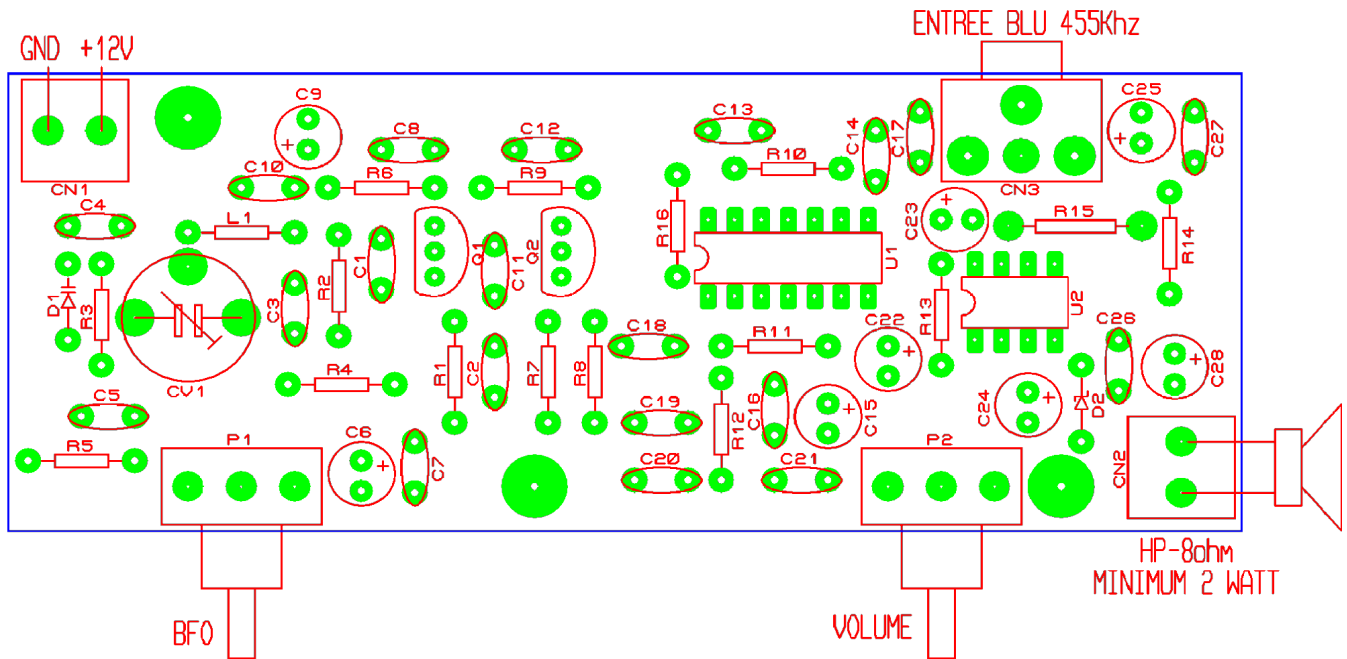 ENTREE BLU 455Khz
GND +12V
C9
C25
C8
C12
C13
C14
C17
C27
C10
R6
R9
R10
CN1
CN3
C4
L1
R16
C23
R15
R14
R2
C1
Q1
C11
Q2
U1
D1
R3
C3
R13
U2
C26
C18
R11
C22
CV1
R4
R1
C2
R7
R8
C28
C5
C19
R12
C16
C15
C24
D2
R5
P1
C6
C7
C20
C21
P2
CN2
HP-8ohm
MINIMUM 2 WATT
BFO
VOLUME